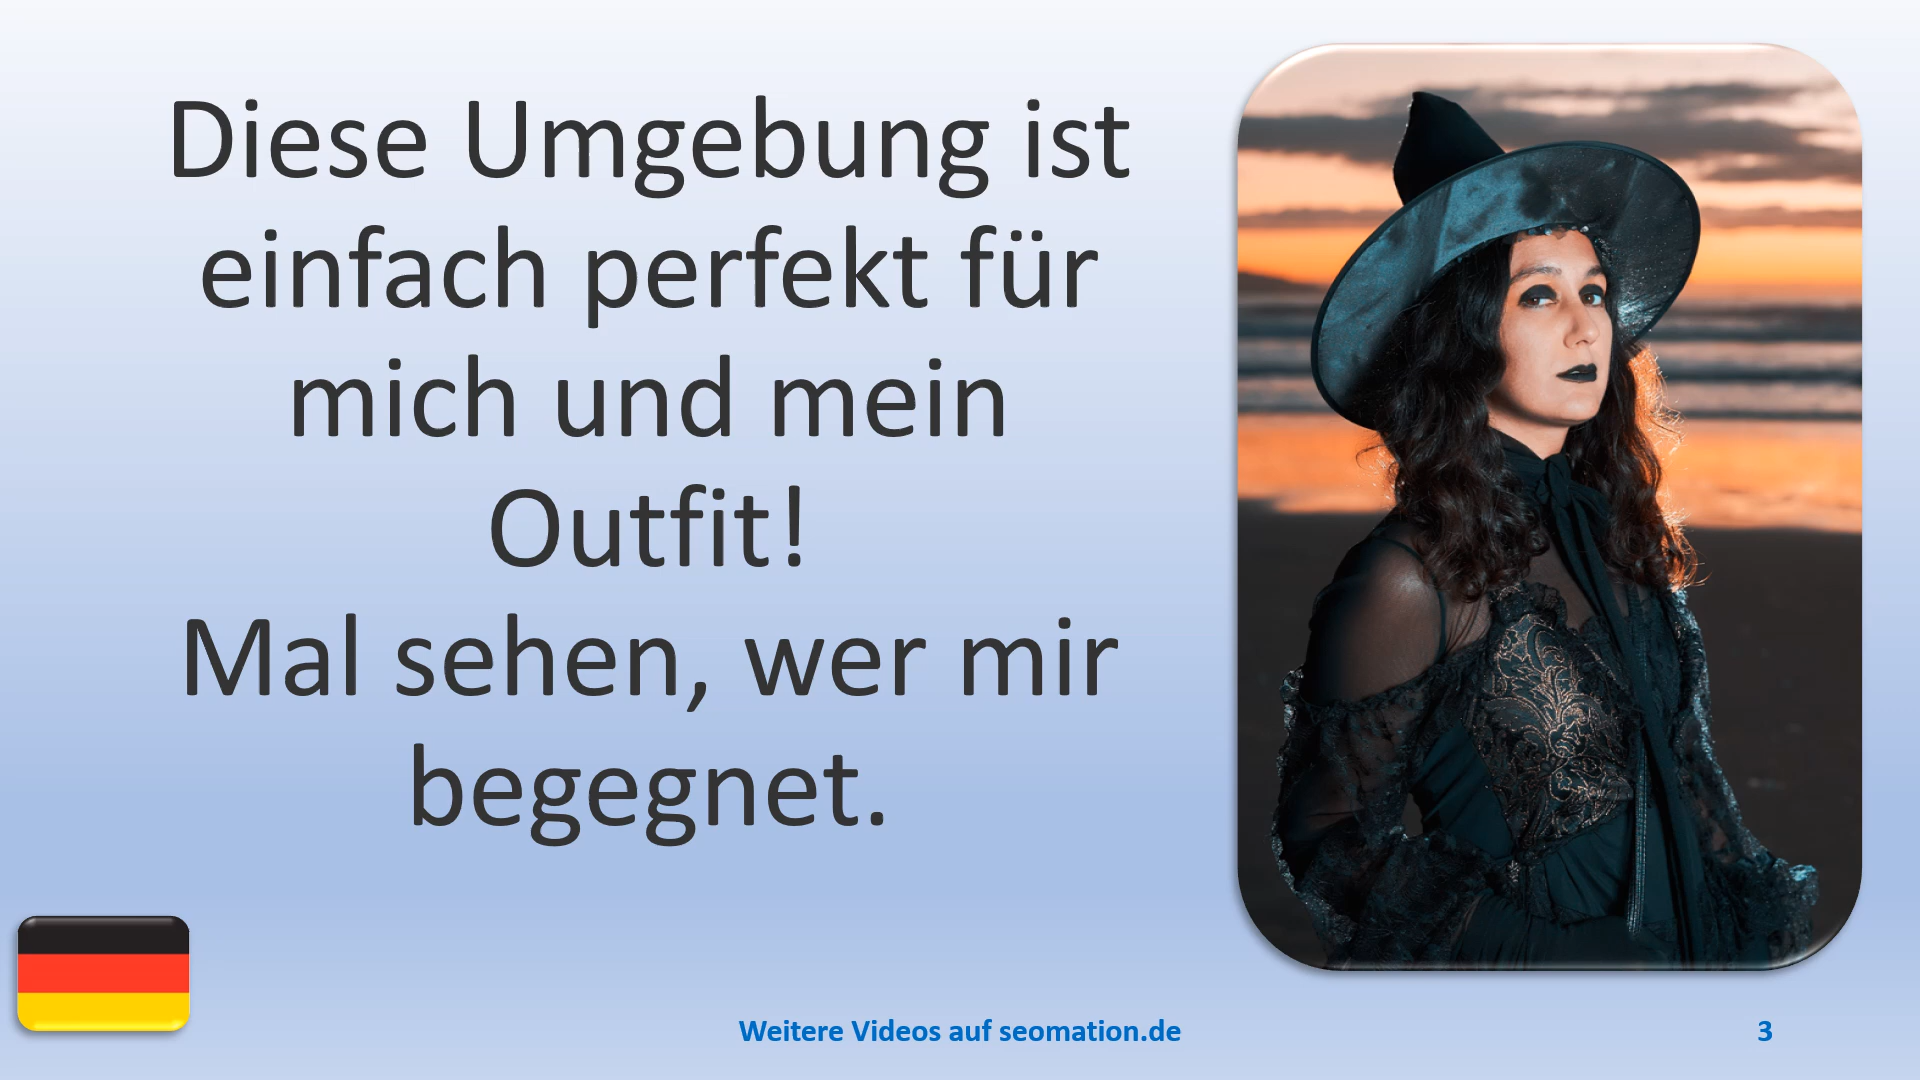 Diese Umgebung ist
einfach perfekt für
mich und mein
Outfit!
Mal sehen, wer mir
begegnet.
Weitere Videos auf seomation.de
3